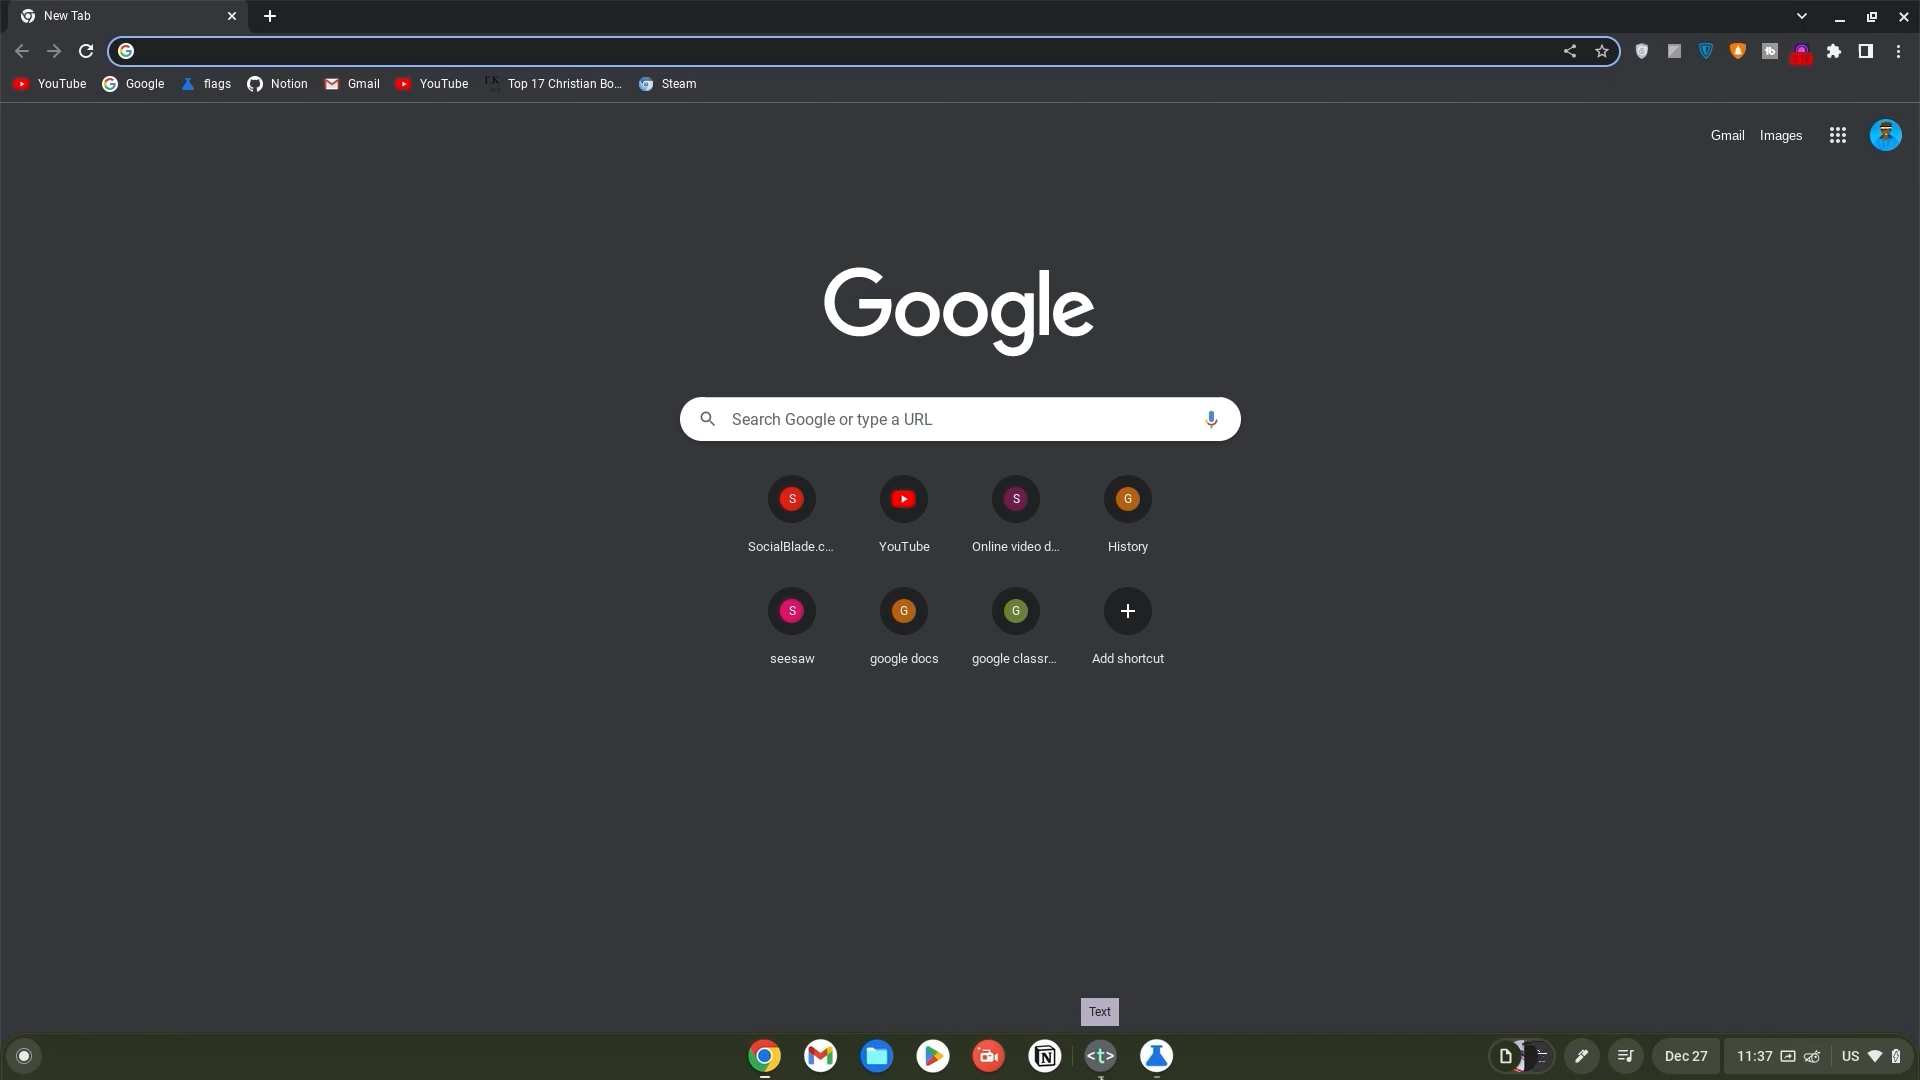 New Tab
YouTube Google flags Notion Gmail YouTube Top 17 Christian Bo... Steam
Gmail Images
Google
Search Google or type a URL
S S G
SocialBlade.c... YouTube Online video d... History
S G G
seesaw google docs google classr... Add shortcut
Text
<t>
Dec 27 11:37 US